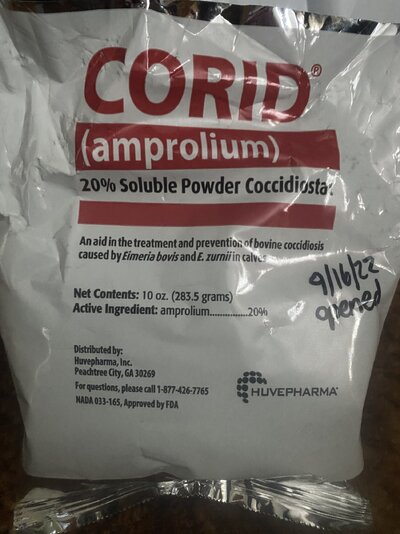 CORID®
(amprolium)
20% Soluble Powder Coccidiostat
An aid in the treatment and prevention of bovine coccidiosis
caused by Eimeria bovis and E. zurnii in calves
9/16/22
opened
Net Contents: 10 oz. (283.5 grams)
Active Ingredient: amprolium..............20%
Distributed by:
Huvepharma, Inc.
Peachtree City, GA 30269
For questions, please call 1-877-426-7765
NADA 033-165, Approved by FDA
HUVEPHARMA